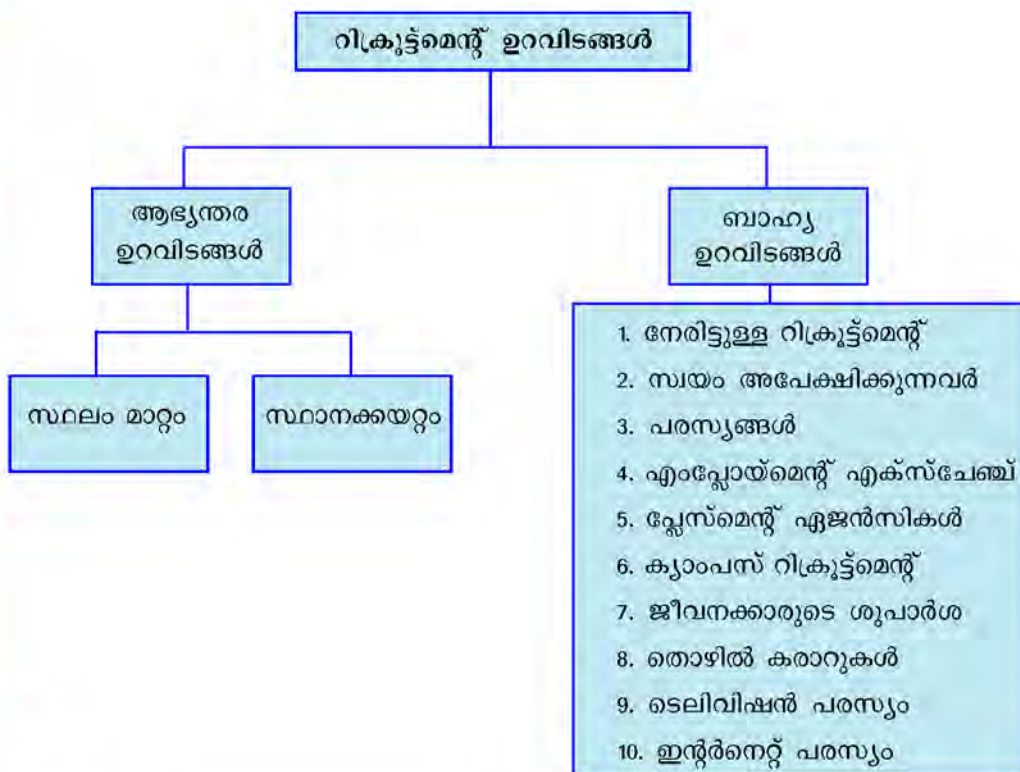 റിക്രൂട്ട്മെന്റ് ഉറവിടങ്ങൾ
ആഭ്യന്തര
ഉറവിടങ്ങൾ
ബാഹ്യ
ഉറവിടങ്ങൾ
സ്ഥലം മാറ്റം
സ്ഥാനക്കയറ്റം
1. നേരിട്ടുള്ള റിക്രൂട്ട്മെന്റ്
2. സ്വയം അപേക്ഷിക്കുന്നവർ
3. പരസ്യങ്ങൾ
4. എംപ്ലോയ്മെന്റ് എക്സ്ചേഞ്ച്
5. പ്ലേസ്മെന്റ് ഏജൻസികൾ
6. ക്യാംപസ് റിക്രൂട്ട്മെന്റ്
7. ജീവനക്കാരുടെ ശുപാർശ
8. തൊഴിൽ കരാറുകൾ
9. ടെലിവിഷൻ പരസ്യം
10. ഇന്റർനെറ്റ് പരസ്യം